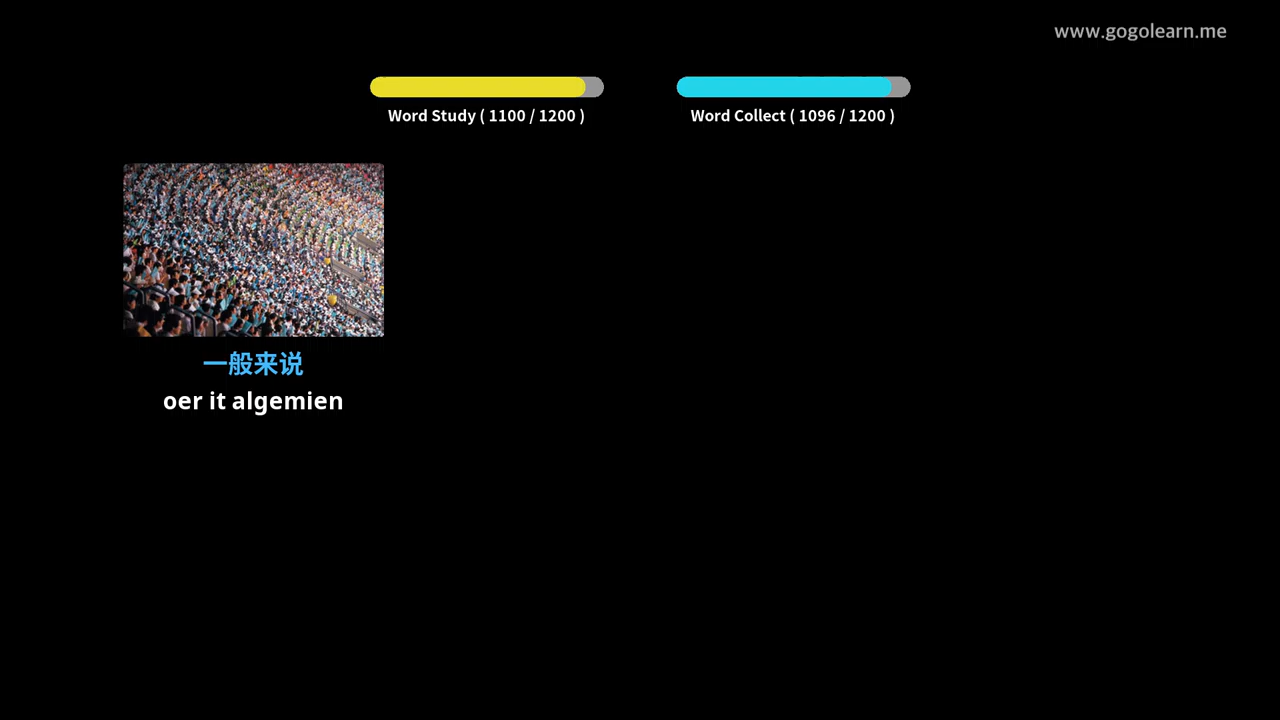 www.gogolearn.me
Word Study ( 1100 / 1200 )
Word Collect ( 1096 / 1200 )
一般来说
oer it algemien